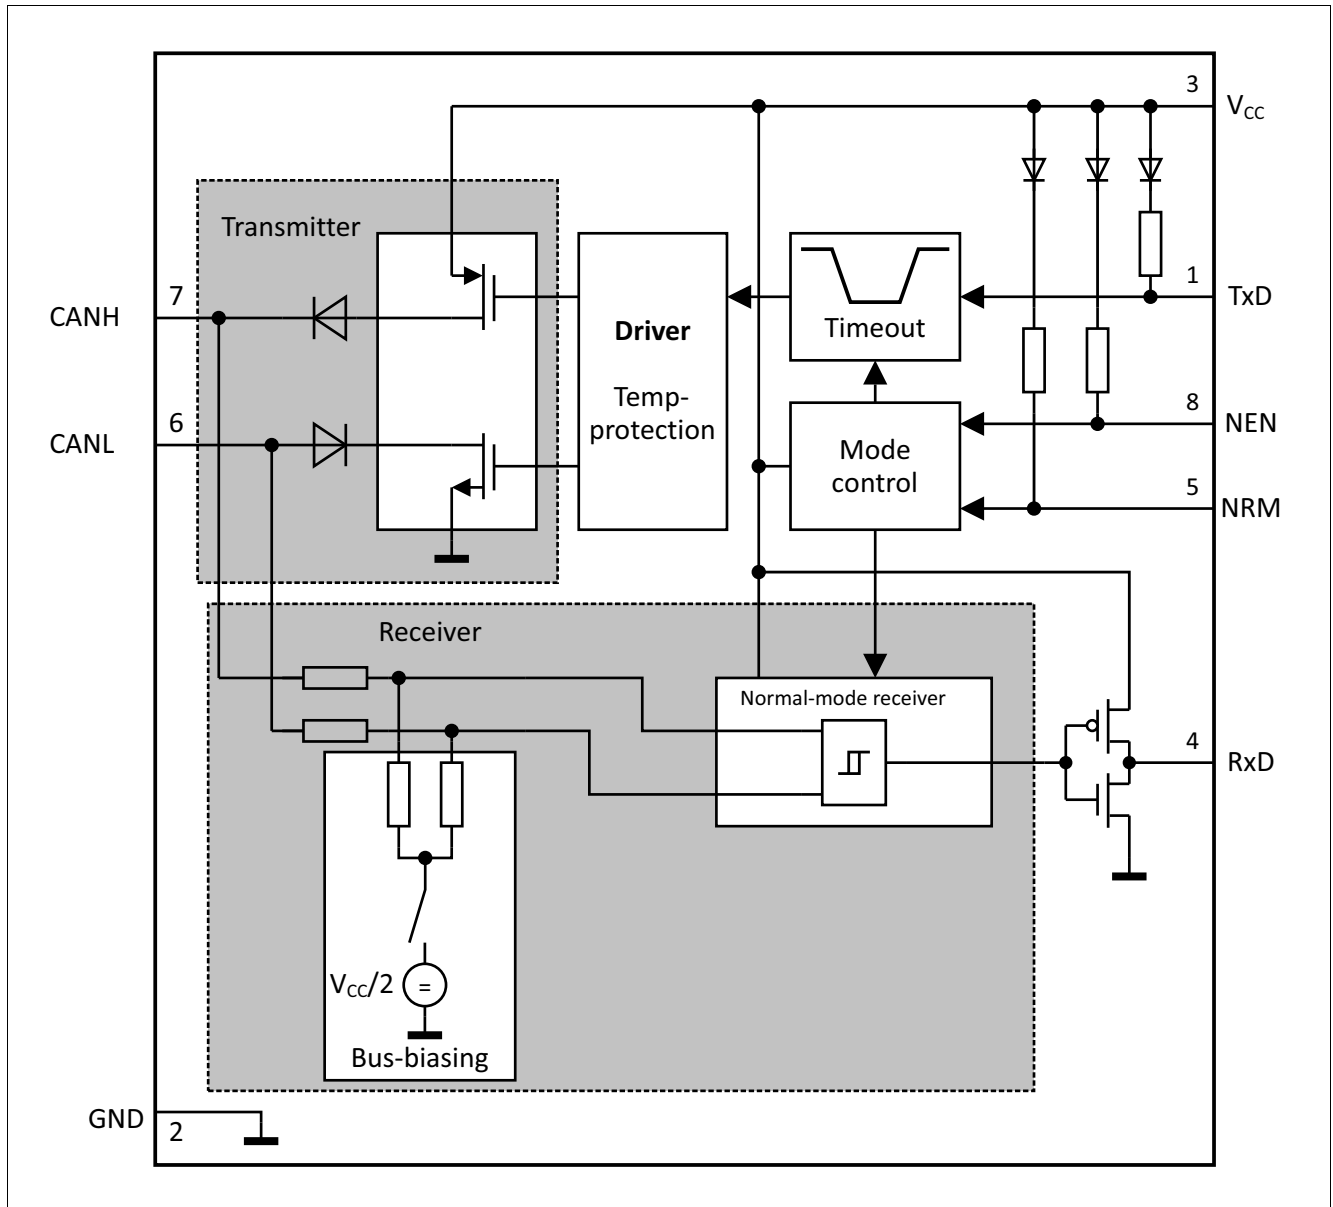 3
VCC
Transmitter
7
CANH
Driver
Temp-
protection
Timeout
1
TxD
6
CANL
Mode
control
8
NEN
5
NRM
Receiver
Normal-mode receiver
4
RxD
VCC/2
=
Bus-biasing
GND
2